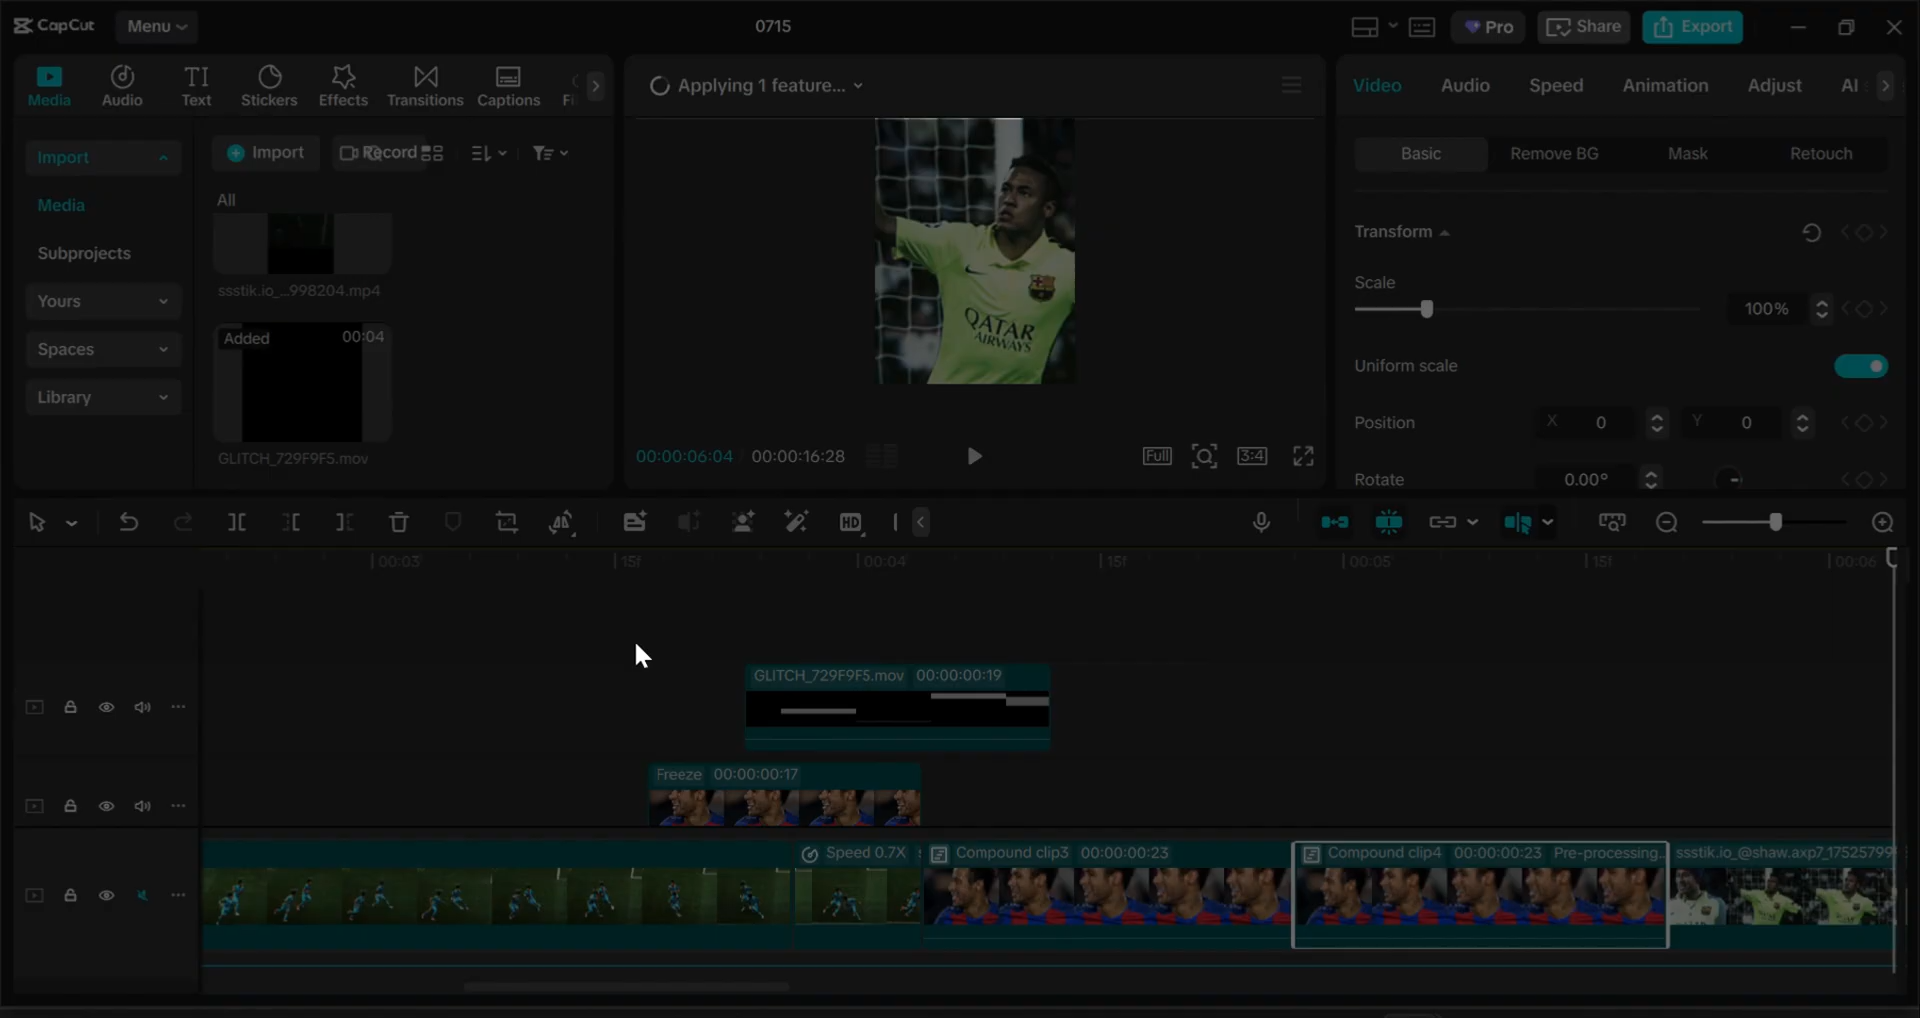 CapCut
Menu
0715
Pro
Share
Export
Media
Audio
Text
Stickers
Effects
Transitions
Captions
Applying 1 feature...
Video
Audio
Speed
Animation
Adjust
AI
Import
Media
Subprojects
Yours
Spaces
Library
Import
Record
All
ssstik.io_...998204.mp4
Added
00:04
GLITCH_729F9F5.mov
QATAR
AIRWAYS
00:00:06:04
00:00:16:28
Full
3:4
Basic
Remove BG
Mask
Retouch
Transform
Scale
100%
Uniform scale
Position
X 0
Y 0
Rotate
0.00°
HD
00:03
15f
00:04
15f
00:05
15f
00:06
GLITCH_729F9F5.mov 00:00:00:19
Freeze 00:00:00:17
Speed 0.7X
Compound clip3 00:00:00:23
Compound clip4 00:00:00:23 Pre-processing...
ssstik.io_@shaw.axp7_17525799